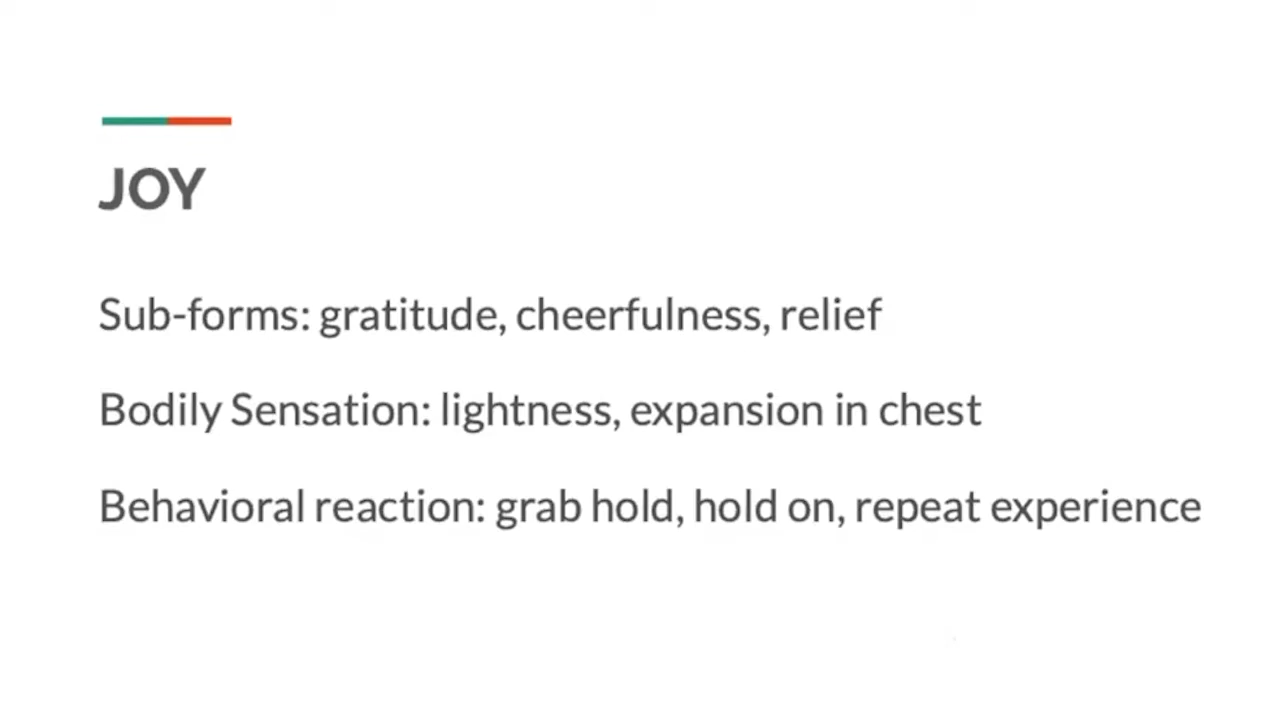 JOY
Sub-forms: gratitude, cheerfulness, relief
Bodily Sensation: lightness, expansion in chest
Behavioral reaction: grab hold, hold on, repeat experience